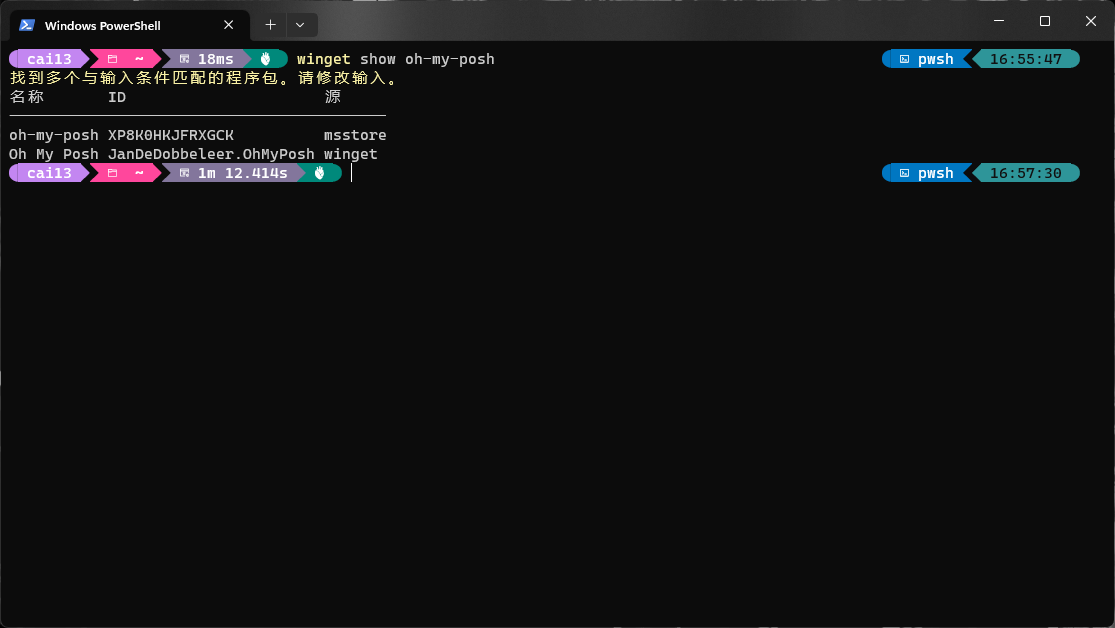 Windows PowerShell
cai13 ~ 18ms winget show oh-my-posh pwsh 16:55:47
找到多个与输入条件匹配的程序包。请修改输入。
名称 ID 源
oh-my-posh XP8K0HKJFRXGCK msstore
Oh My Posh JanDeDobbeleer.OhMyPosh winget
cai13 ~ 1m 12.414s pwsh 16:57:30